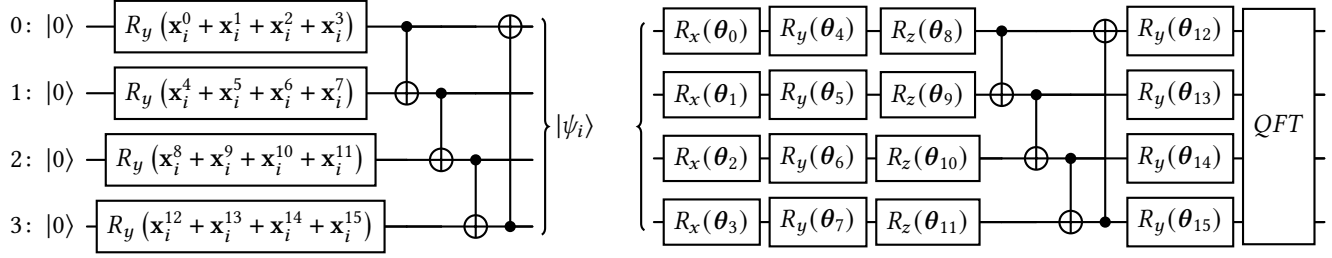 0: |0⟩ R_y (x_i^0 + x_i^1 + x_i^2 + x_i^3) R_x(θ_0) R_y(θ_4) R_z(θ_8) R_y(θ_12)
1: |0⟩ R_y (x_i^4 + x_i^5 + x_i^6 + x_i^7) R_x(θ_1) R_y(θ_5) R_z(θ_9) R_y(θ_13)
|ψ_i⟩ QFT
2: |0⟩ R_y (x_i^8 + x_i^9 + x_i^10 + x_i^11) R_x(θ_2) R_y(θ_6) R_z(θ_10) R_y(θ_14)
3: |0⟩ R_y (x_i^12 + x_i^13 + x_i^14 + x_i^15) R_x(θ_3) R_y(θ_7) R_z(θ_11) R_y(θ_15)